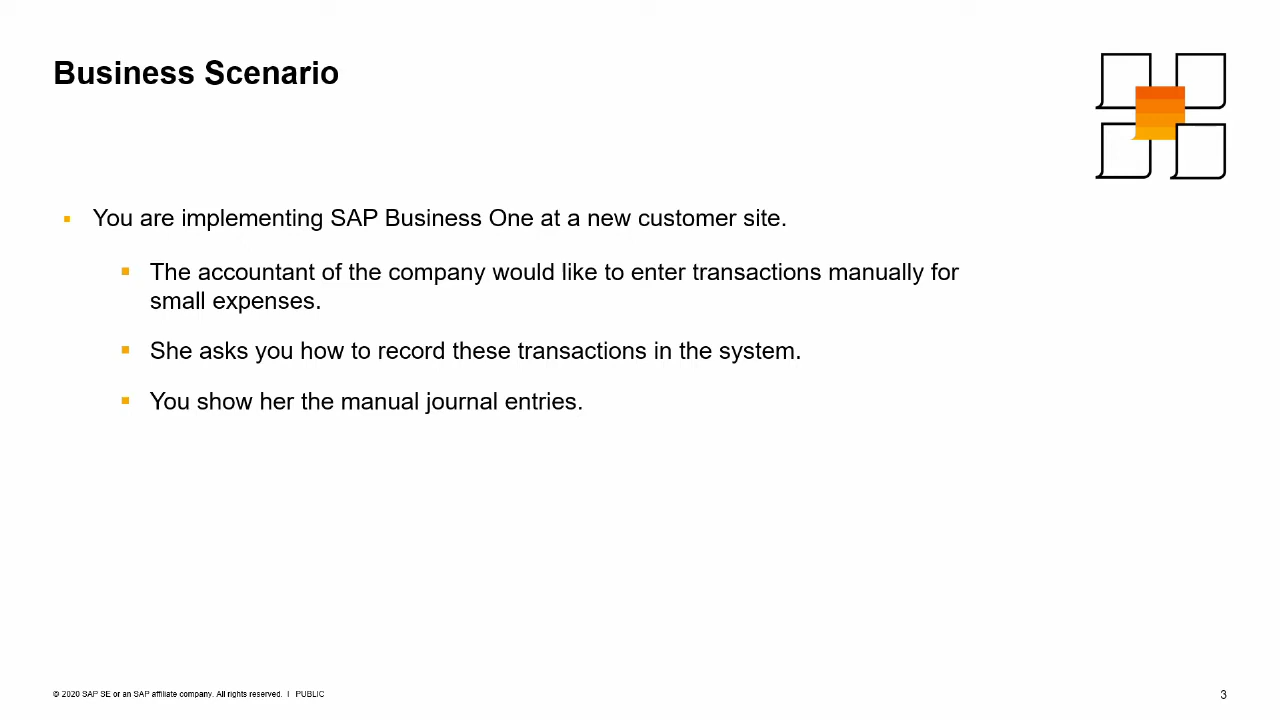 Business Scenario
You are implementing SAP Business One at a new customer site.
The accountant of the company would like to enter transactions manually for
small expenses.
She asks you how to record these transactions in the system.
You show her the manual journal entries.
© 2020 SAP SE or an SAP affiliate company. All rights reserved. I PUBLIC
3